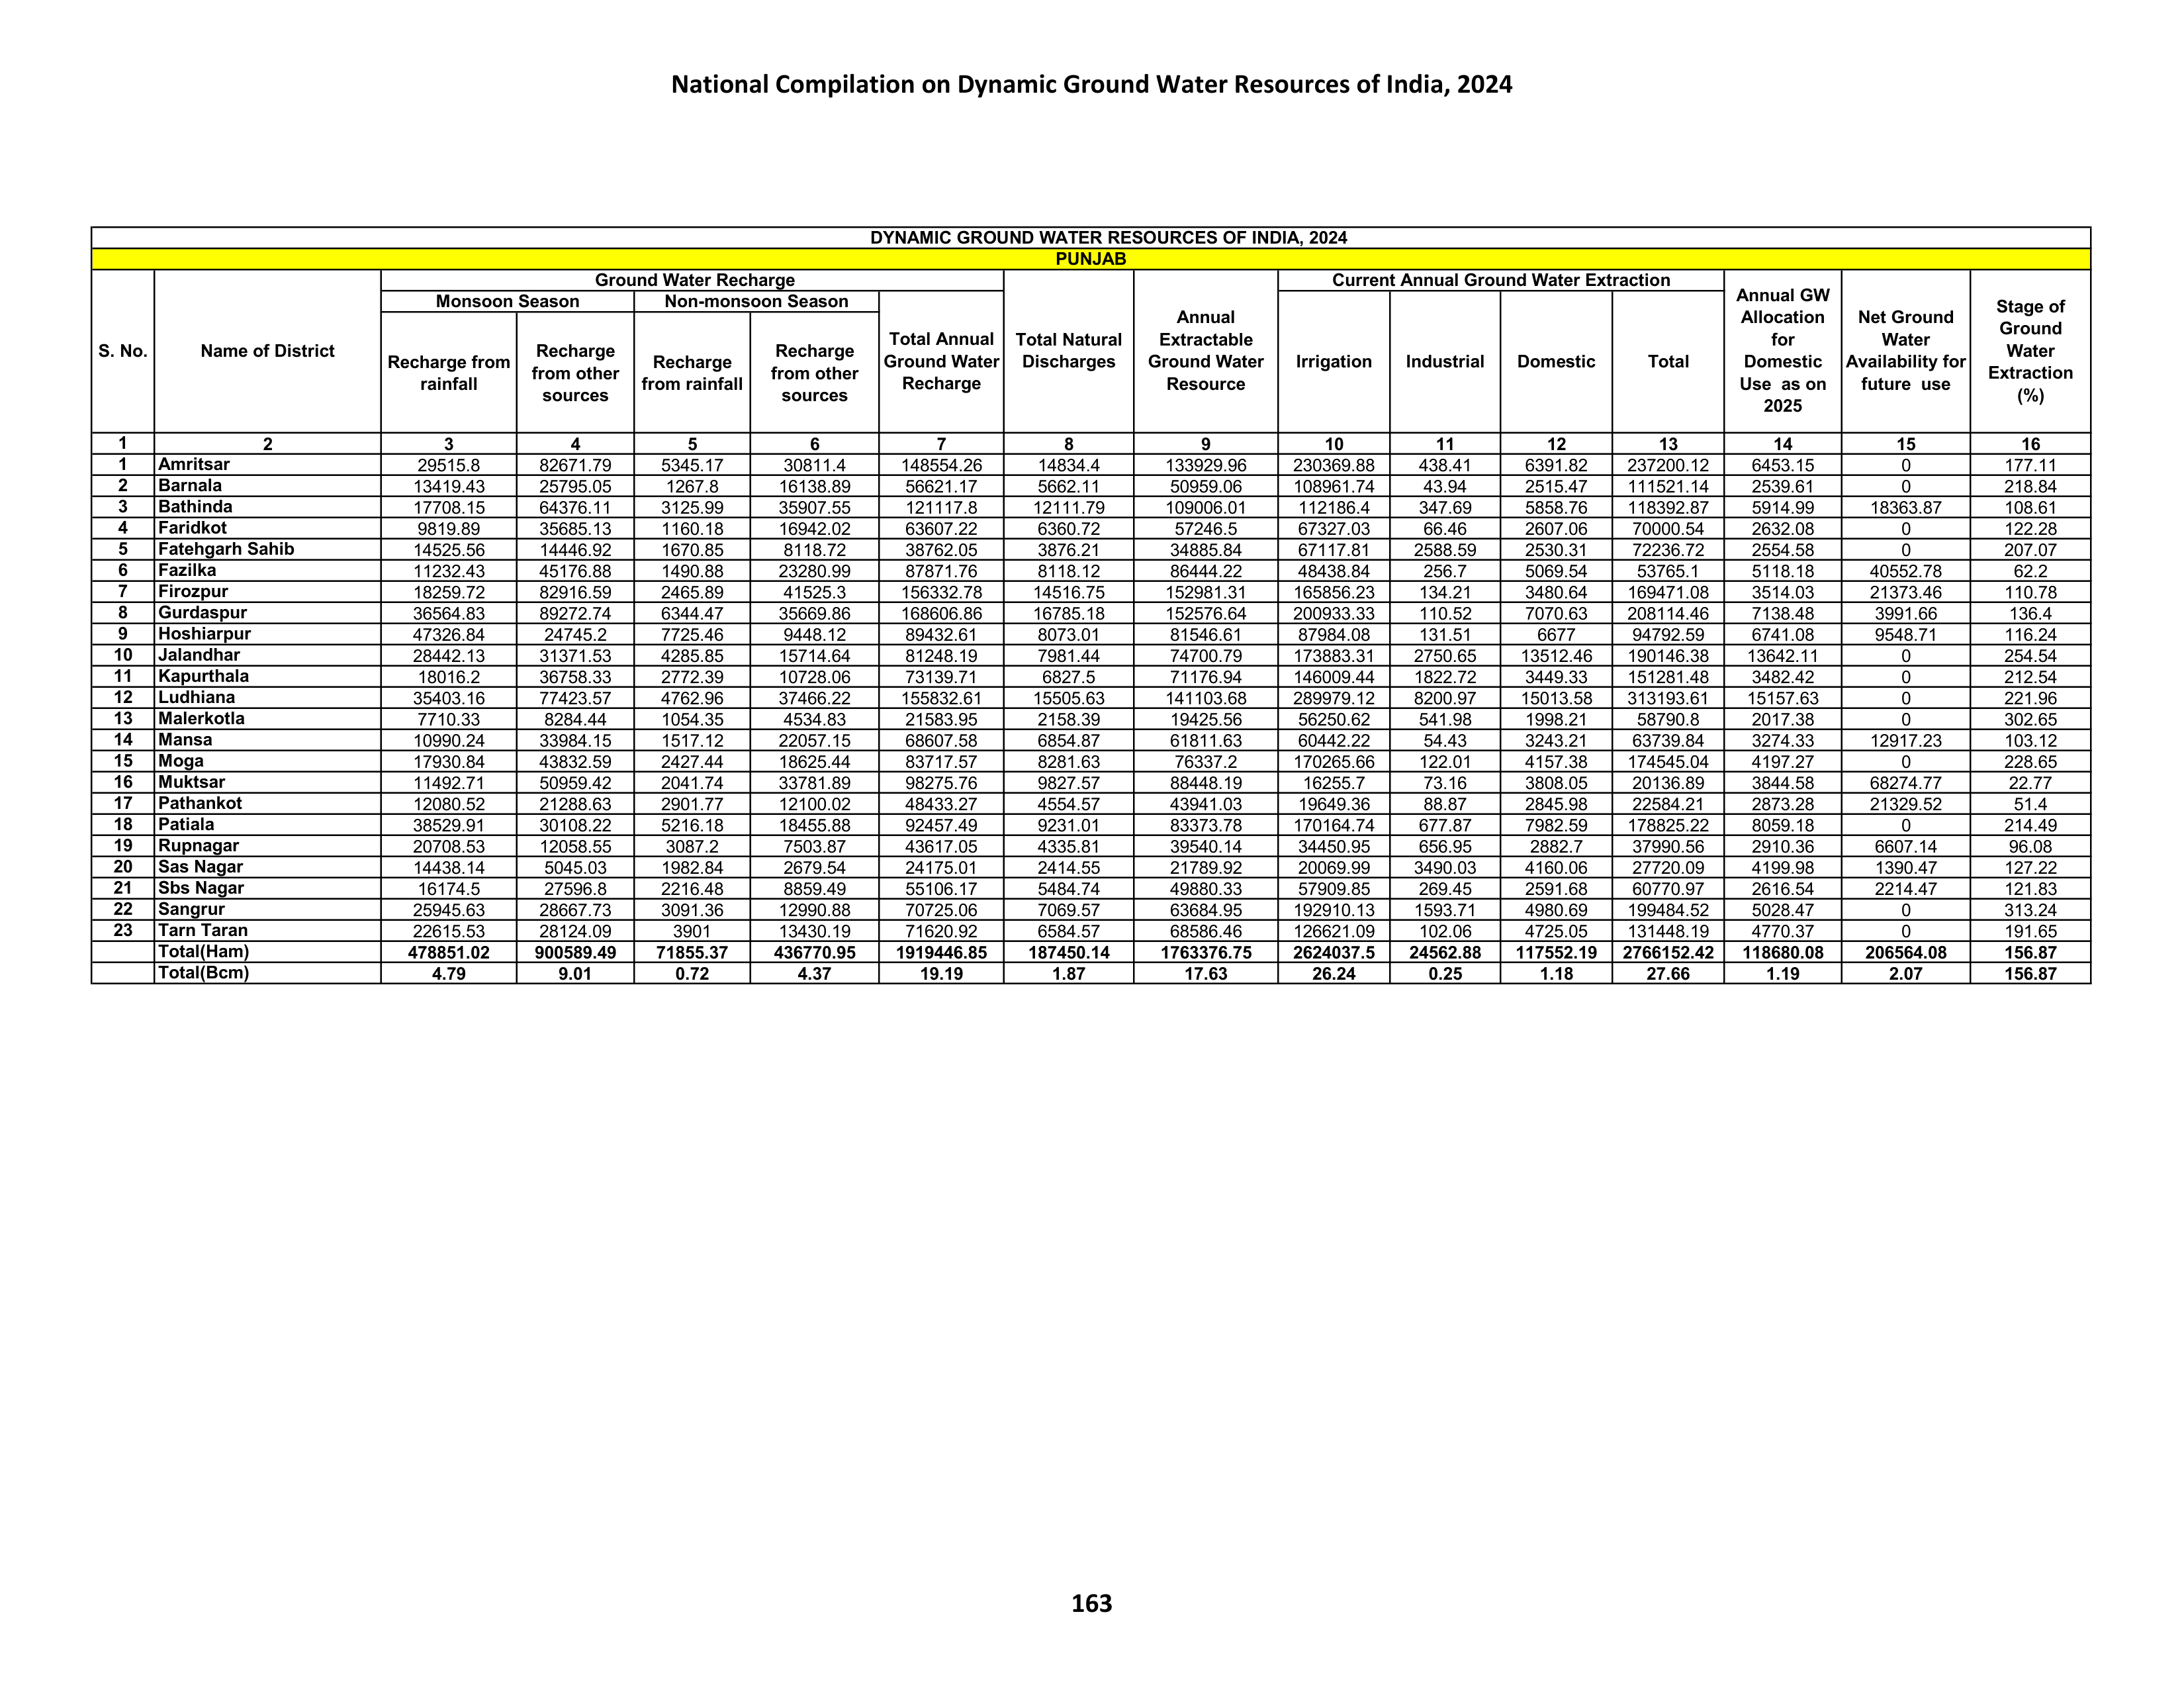 National Compilation on Dynamic Ground Water Resources of India, 2024
DYNAMIC GROUND WATER RESOURCES OF INDIA, 2024
PUNJAB
S. No. Name of District Ground Water Recharge Total Natural Discharges Annual Extractable Ground Water Resource Current Annual Ground Water Extraction Annual GW Allocation for Domestic Use as on 2025 Net Ground Water Availability for future use Stage of Ground Water Extraction (%)
Monsoon Season Non-monsoon Season Total Annual Ground Water Recharge Irrigation Industrial Domestic Total
Recharge from rainfall Recharge from other sources Recharge from rainfall Recharge from other sources
1 2 3 4 5 6 7 8 9 10 11 12 13 14 15 16
1 Amritsar 29515.8 82671.79 5345.17 30811.4 148554.26 14834.4 133929.96 230369.88 438.41 6391.82 237200.12 6453.15 0 177.11
2 Barnala 13419.43 25795.05 1267.8 16138.89 56621.17 5662.11 50959.06 108961.74 43.94 2515.47 111521.14 2539.61 0 218.84
3 Bathinda 17708.15 64376.11 3125.99 35907.55 121117.8 12111.79 109006.01 112186.4 347.69 5858.76 118392.87 5914.99 18363.87 108.61
4 Faridkot 9819.89 35685.13 1160.18 16942.02 63607.22 6360.72 57246.5 67327.03 66.46 2607.06 70000.54 2632.08 0 122.28
5 Fatehgarh Sahib 14525.56 14446.92 1670.85 8118.72 38762.05 3876.21 34885.84 67117.81 2588.59 2530.31 72236.72 2554.58 0 207.07
6 Fazilka 11232.43 45176.88 1490.88 23280.99 87871.76 8118.12 86444.22 48438.84 256.7 5069.54 53765.1 5118.18 40552.78 62.2
7 Firozpur 18259.72 82916.59 2465.89 41525.3 156332.78 14516.75 152981.31 165856.23 134.21 3480.64 169471.08 3514.03 21373.46 110.78
8 Gurdaspur 36564.83 89272.74 6344.47 35669.86 168606.86 16785.18 152576.64 200933.33 110.52 7070.63 208114.46 7138.48 3991.66 136.4
9 Hoshiarpur 47326.84 24745.2 7725.46 9448.12 89432.61 8073.01 81546.61 87984.08 131.51 6677 94792.59 6741.08 9548.71 116.24
10 Jalandhar 28442.13 31371.53 4285.85 15714.64 81248.19 7981.44 74700.79 173883.31 2750.65 13512.46 190146.38 13642.11 0 254.54
11 Kapurthala 18016.2 36758.33 2772.39 10728.06 73139.71 6827.5 71176.94 146009.44 1822.72 3449.33 151281.48 3482.42 0 212.54
12 Ludhiana 35403.16 77423.57 4762.96 37466.22 155832.61 15505.63 141103.68 289979.12 8200.97 15013.58 313193.61 15157.63 0 221.96
13 Malerkotla 7710.33 8284.44 1054.35 4534.83 21583.95 2158.39 19425.56 56250.62 541.98 1998.21 58790.8 2017.38 0 302.65
14 Mansa 10990.24 33984.15 1517.12 22057.15 68607.58 6854.87 61811.63 60442.22 54.43 3243.21 63739.84 3274.33 12917.23 103.12
15 Moga 17930.84 43832.59 2427.44 18625.44 83717.57 8281.63 76337.2 170265.66 122.01 4157.38 174545.04 4197.27 0 228.65
16 Muktsar 11492.71 50959.42 2041.74 33781.89 98275.76 9827.57 88448.19 16255.7 73.16 3808.05 20136.89 3844.58 68274.77 22.77
17 Pathankot 12080.52 21288.63 2901.77 12100.02 48433.27 4554.57 43941.03 19649.36 88.87 2845.98 22584.21 2873.28 21329.52 51.4
18 Patiala 38529.91 30108.22 5216.18 18455.88 92457.49 9231.01 83373.78 170164.74 677.87 7982.59 178825.22 8059.18 0 214.49
19 Rupnagar 20708.53 12058.55 3087.2 7503.87 43617.05 4335.81 39540.14 34450.95 656.95 2882.7 37990.56 2910.36 6607.14 96.08
20 Sas Nagar 14438.14 5045.03 1982.84 2679.54 24175.01 2414.55 21789.92 20069.99 3490.03 4160.06 27720.09 4199.98 1390.47 127.22
21 Sbs Nagar 16174.5 27596.8 2216.48 8859.49 55106.17 5484.74 49880.33 57909.85 269.45 2591.68 60770.97 2616.54 2214.47 121.83
22 Sangrur 25945.63 28667.73 3091.36 12990.88 70725.06 7069.57 63684.95 192910.13 1593.71 4980.69 199484.52 5028.47 0 313.24
23 Tarn Taran 22615.53 28124.09 3901 13430.19 71620.92 6584.57 68586.46 126621.09 102.06 4725.05 131448.19 4770.37 0 191.65
Total(Ham) 478851.02 900589.49 71855.37 436770.95 1919446.85 187450.14 1763376.75 2624037.5 24562.88 117552.19 2766152.42 118680.08 206564.08 156.87
Total(Bcm) 4.79 9.01 0.72 4.37 19.19 1.87 17.63 26.24 0.25 1.18 27.66 1.19 2.07 156.87
163